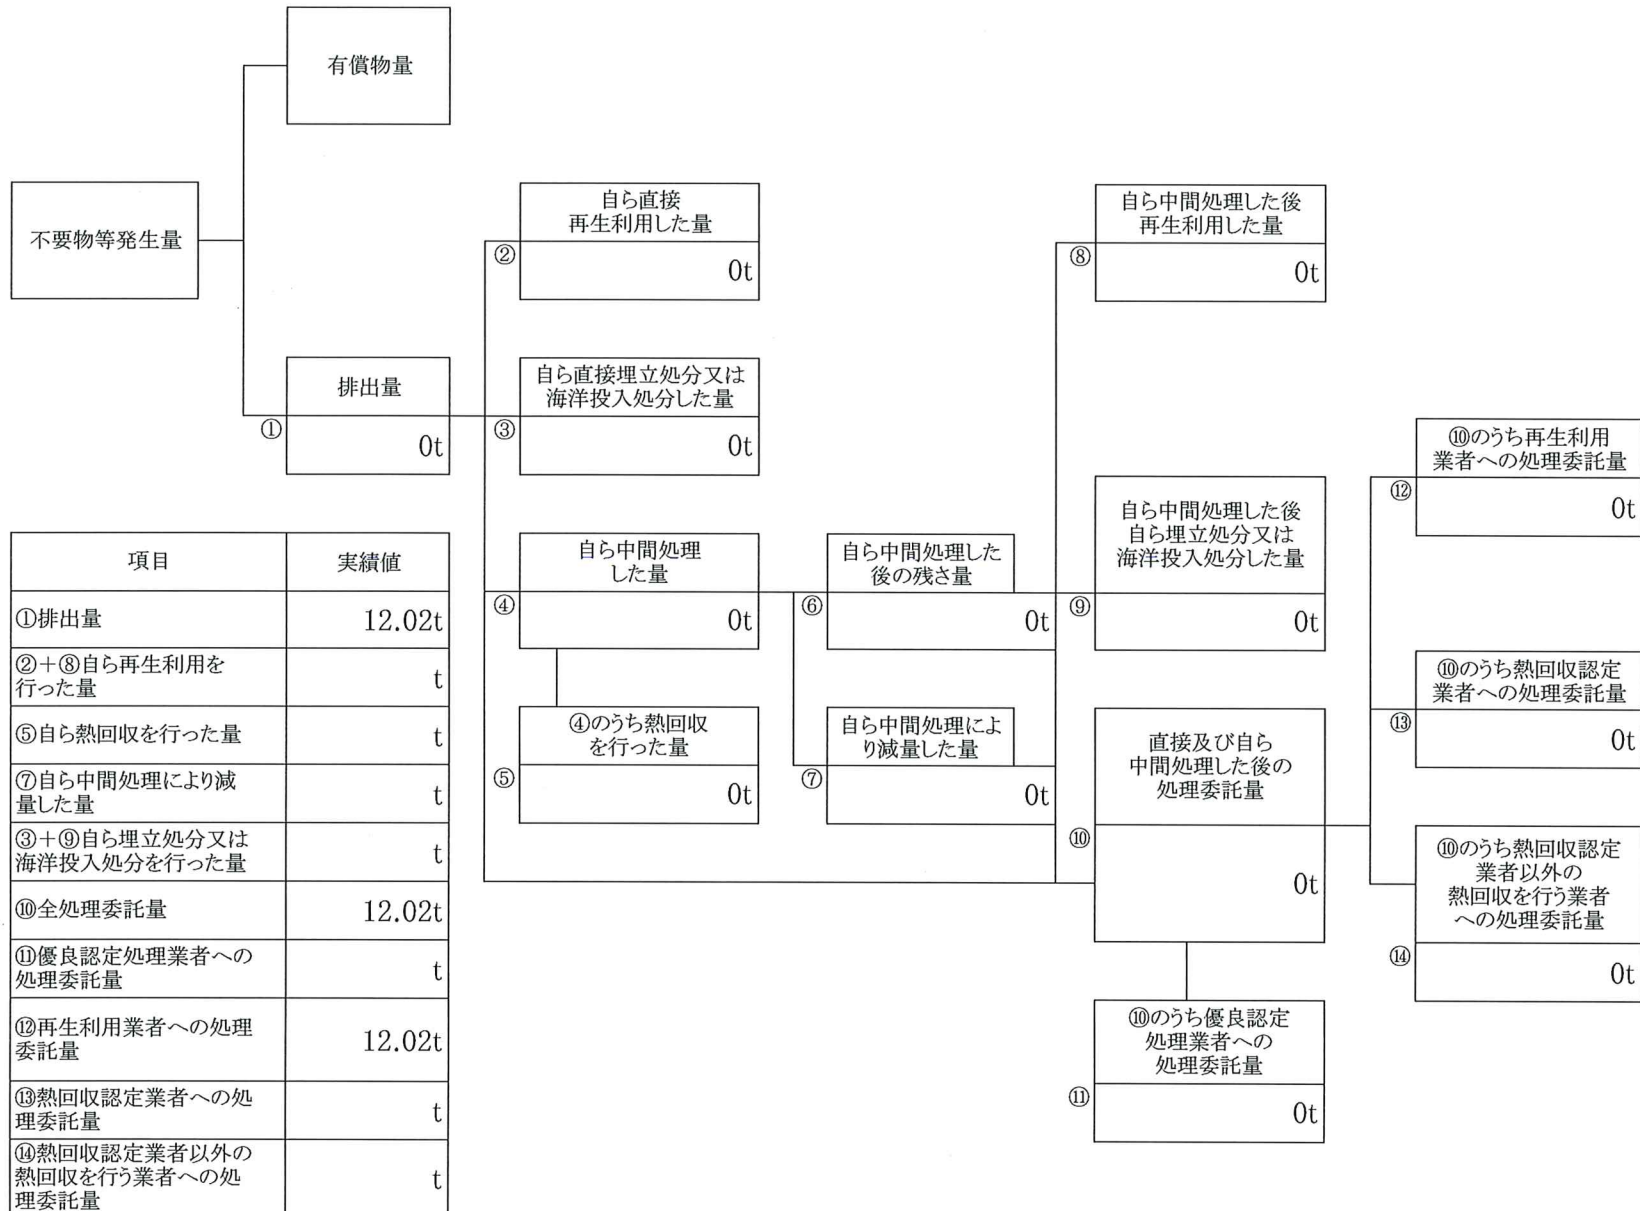 有償物量
不要物等発生量
排出量
①
0t
自ら直接
再生利用した量
②
0t
自ら直接埋立処分又は
海洋投入処分した量
③
0t
自ら中間処理
した量
④
0t
④のうち熱回収
を行った量
⑤
0t
自ら中間処理した
後の残さ量
⑥
0t
自ら中間処理によ
り減量した量
⑦
0t
自ら中間処理した後
再生利用した量
⑧
0t
自ら中間処理した後
自ら埋立処分又は
海洋投入処分した量
⑨
0t
直接及び自ら
中間処理した後の
処理委託量
⑩
0t
⑩のうち優良認定
処理業者への
処理委託量
⑪
0t
⑩のうち再生利用
業者への処理委託量
⑫
0t
⑩のうち熱回収認定
業者への処理委託量
⑬
0t
⑩のうち熱回収認定
業者以外の
熱回収を行う業者
への処理委託量
⑭
0t
項目 実績値
①排出量 12.02t
②+⑧自ら再生利用を
行った量 t
⑤自ら熱回収を行った量 t
⑦自ら中間処理により減
量した量 t
③+⑨自ら埋立処分又は
海洋投入処分を行った量 t
⑩全処理委託量 12.02t
⑪優良認定処理業者への
処理委託量 t
⑫再生利用業者への処理
委託量 12.02t
⑬熱回収認定業者への処
理委託量 t
⑭熱回収認定業者以外の
熱回収を行う業者への処
理委託量 t